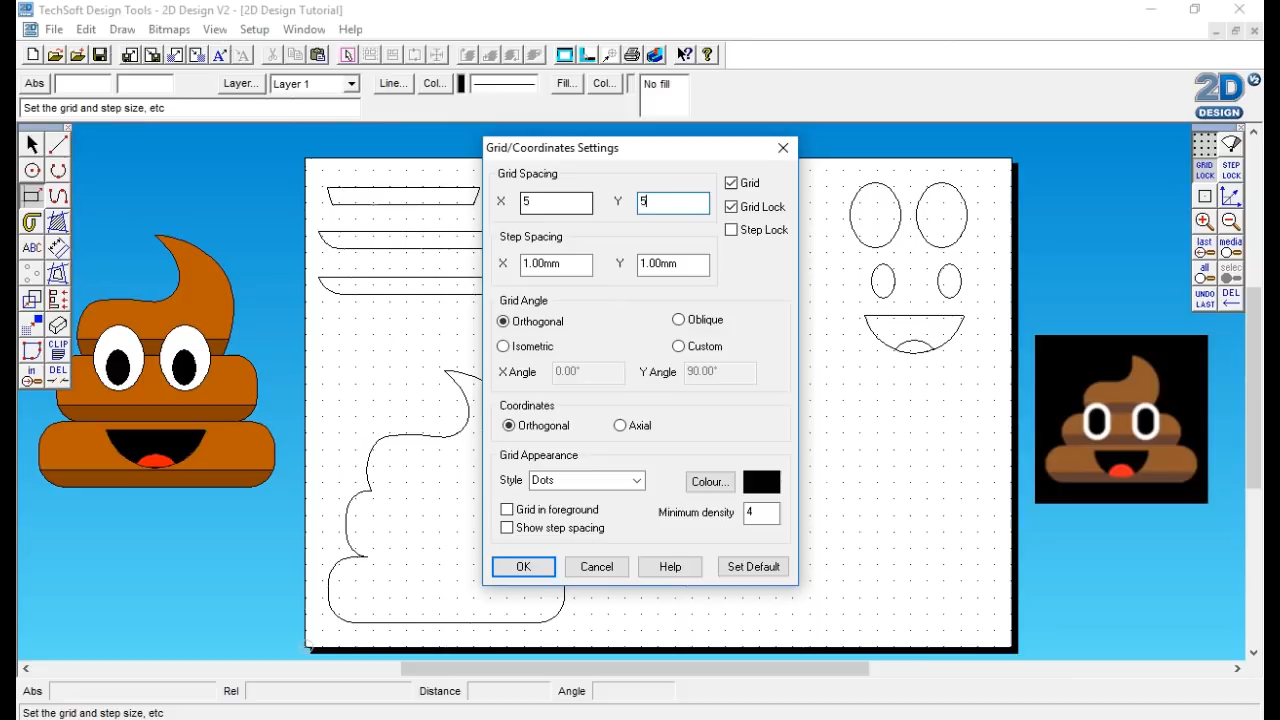 TechSoft Design Tools - 2D Design V2 - [2D Design Tutorial]
File Edit Draw Bitmaps View Setup Window Help
Abs Layer... Layer 1 Line... Col... Fill... Col... No fill
Set the grid and step size, etc
2D V2
DESIGN
Grid/Coordinates Settings
Grid Spacing
X 5 Y 5
Grid
Grid Lock
Step Lock
Step Spacing
X 1.00mm Y 1.00mm
Grid Angle
Orthogonal Oblique
Isometric Custom
X Angle 0.00° Y Angle 90.00°
Coordinates
Orthogonal Axial
Grid Appearance
Style Dots Colour...
Grid in foreground Minimum density 4
Show step spacing
OK Cancel Help Set Default
ABC
CLIP
in DEL
GRID LOCK STEP LOCK
last media
all selec
UNDO LAST DEL
Abs Rel Distance Angle
Set the grid and step size, etc